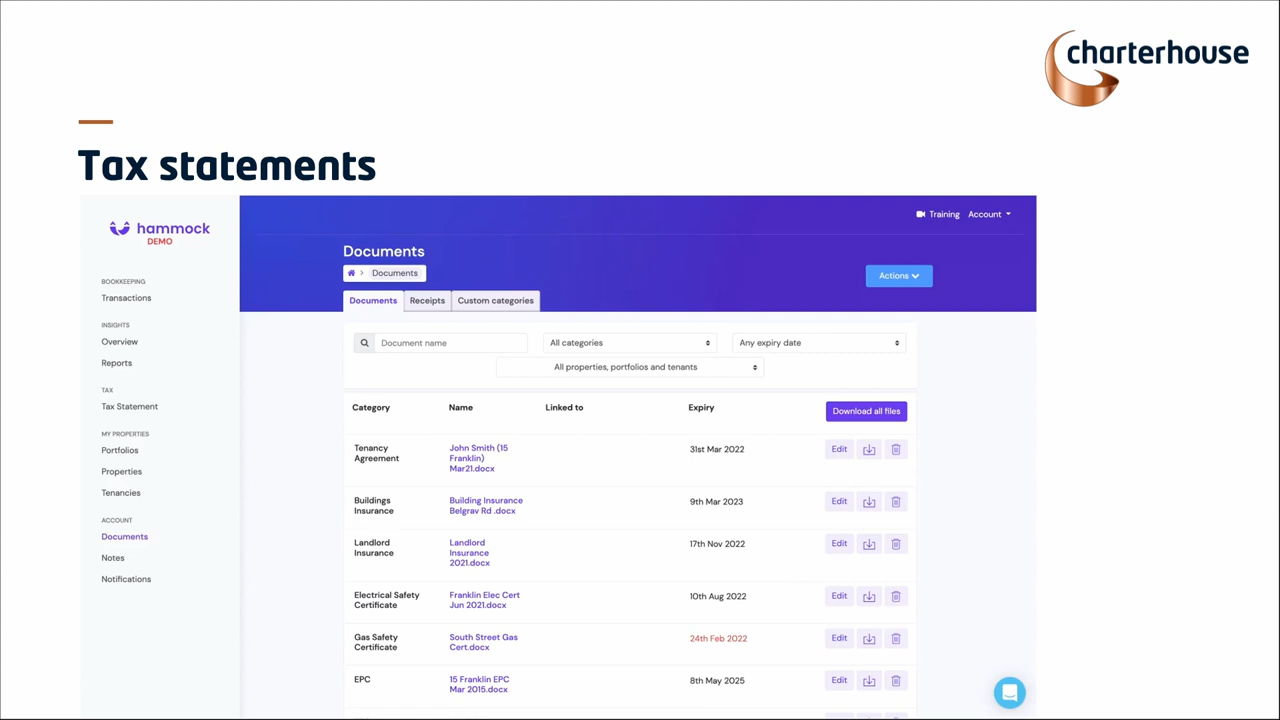 charterhouse
Tax statements
hammock
DEMO
BOOKKEEPING
Transactions
INSIGHTS
Overview
Reports
TAX
Tax Statement
MY PROPERTIES
Portfolios
Properties
Tenancies
ACCOUNT
Documents
Notes
Notifications
Training Account
Documents
> Documents
Actions
Documents Receipts Custom categories
Document name All categories Any expiry date
All properties, portfolios and tenants
Category Name Linked to Expiry Download all files
Tenancy
Agreement
John Smith (15
Franklin)
Mar21.docx
31st Mar 2022
Edit
Buildings
Insurance
Building Insurance
Belgrav Rd .docx
9th Mar 2023
Edit
Landlord
Insurance
Landlord
Insurance
2021.docx
17th Nov 2022
Edit
Electrical Safety
Certificate
Franklin Elec Cert
Jun 2021.docx
10th Aug 2022
Edit
Gas Safety
Certificate
South Street Gas
Cert.docx
24th Feb 2022
Edit
EPC
15 Franklin EPC
Mar 2015.docx
8th May 2025
Edit